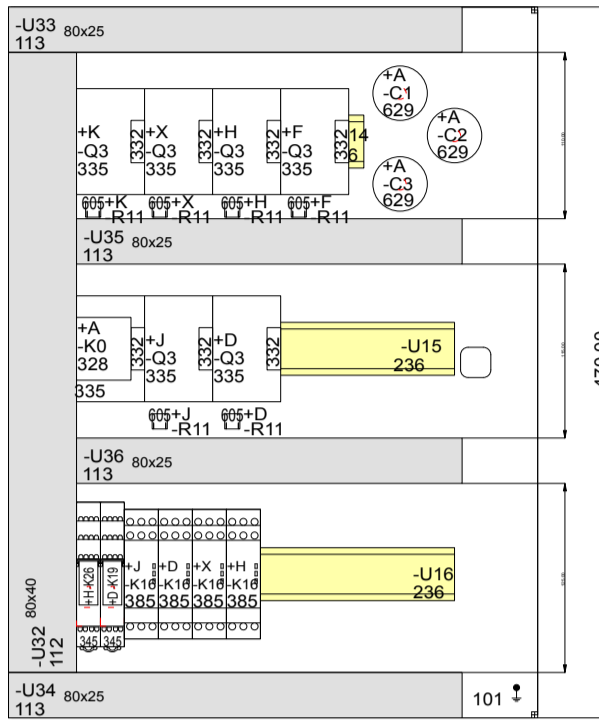 -U33 80x25
113
+A
-C1
629
+A
-C2
629
+A
-C3
629
+K
-Q3
335
332
+X
-Q3
335
332
+H
-Q3
335
332
+F
-Q3
335
332
14
6
605 +K
-R11
605 +X
-R11
605 +H
-R11
605 +F
-R11
-U35 80x25
113
+A
-K0
328
335
332
+J
-Q3
335
332
+D
-Q3
335
332
-U15
236
605 +J
-R11
605 +D
-R11
-U36 80x25
113
+H-K26
345
+D-K19
345
+J
-K16
385
+D
-K16
385
+X
-K16
385
+H
-K16
385
-U16
236
80x40
-U32
112
-U34 80x25
113
101